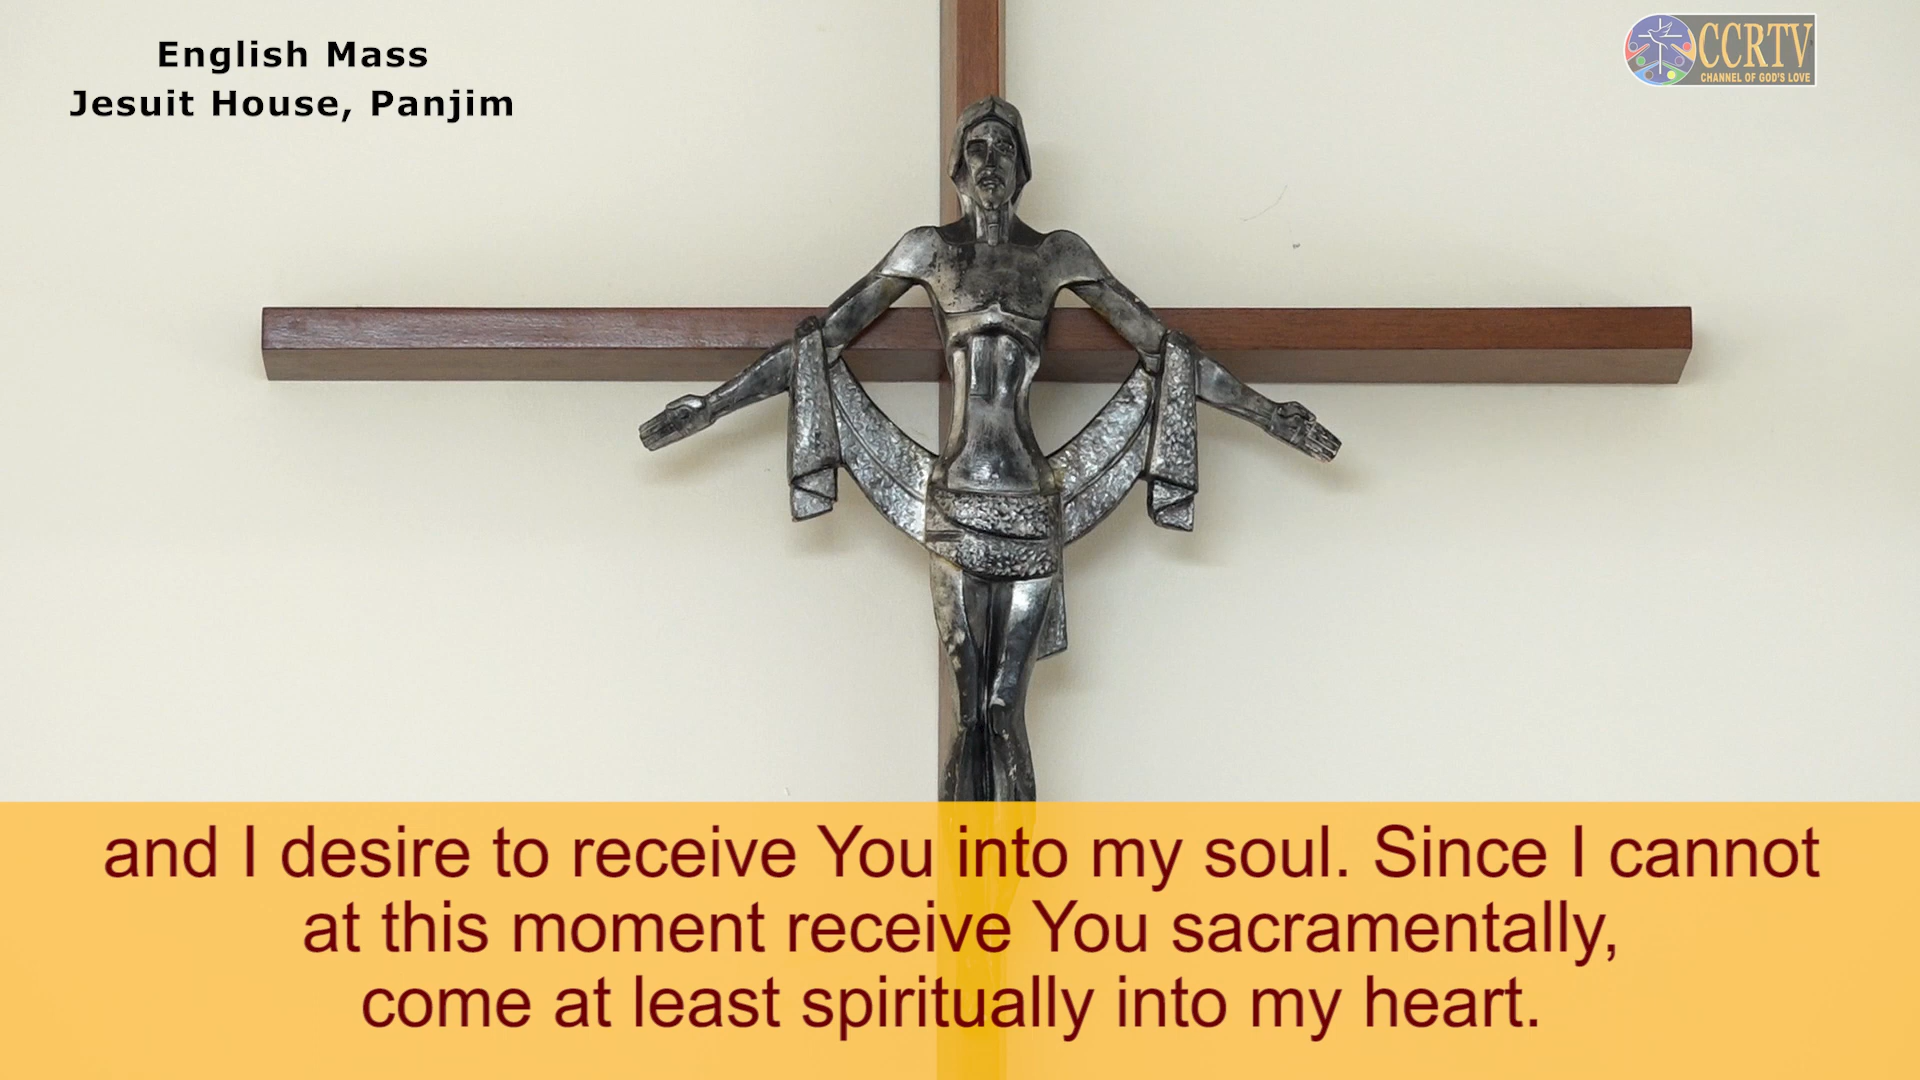 English Mass
Jesuit House, Panjim
CCRTV
CHANNEL OF GOD'S LOVE
and I desire to receive You into my soul. Since I cannot
at this moment receive You sacramentally,
come at least spiritually into my heart.